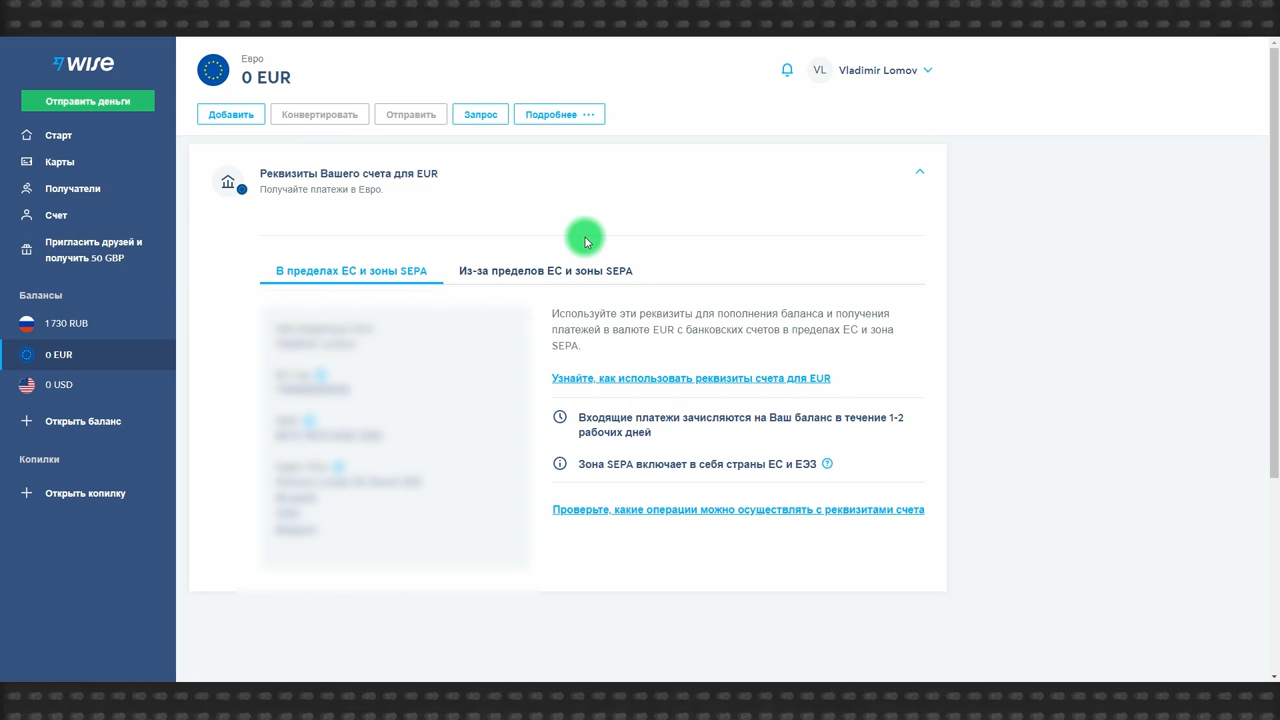 wise
Отправить деньги
Старт
Карты
Получатели
Счет
Пригласить друзей и
получить 50 GBP
Балансы
1 730 RUB
0 EUR
0 USD
Открыть баланс
Копилки
Открыть копилку
Евро
0 EUR
VL
Vladimir Lomov
Добавить
Конвертировать
Отправить
Запрос
Подробнее ···
Реквизиты Вашего счета для EUR
Получайте платежи в Евро.
В пределах ЕС и зоны SEPA
Из-за пределов ЕС и зоны SEPA
Используйте эти реквизиты для пополнения баланса и получения
платежей в валюте EUR с банковских счетов в пределах ЕС и зона
SEPA.
Узнайте, как использовать реквизиты счета для EUR
Входящие платежи зачисляются на Ваш баланс в течение 1-2
рабочих дней
Зона SEPA включает в себя страны ЕС и ЕЭЗ
Проверьте, какие операции можно осуществлять с реквизитами счета